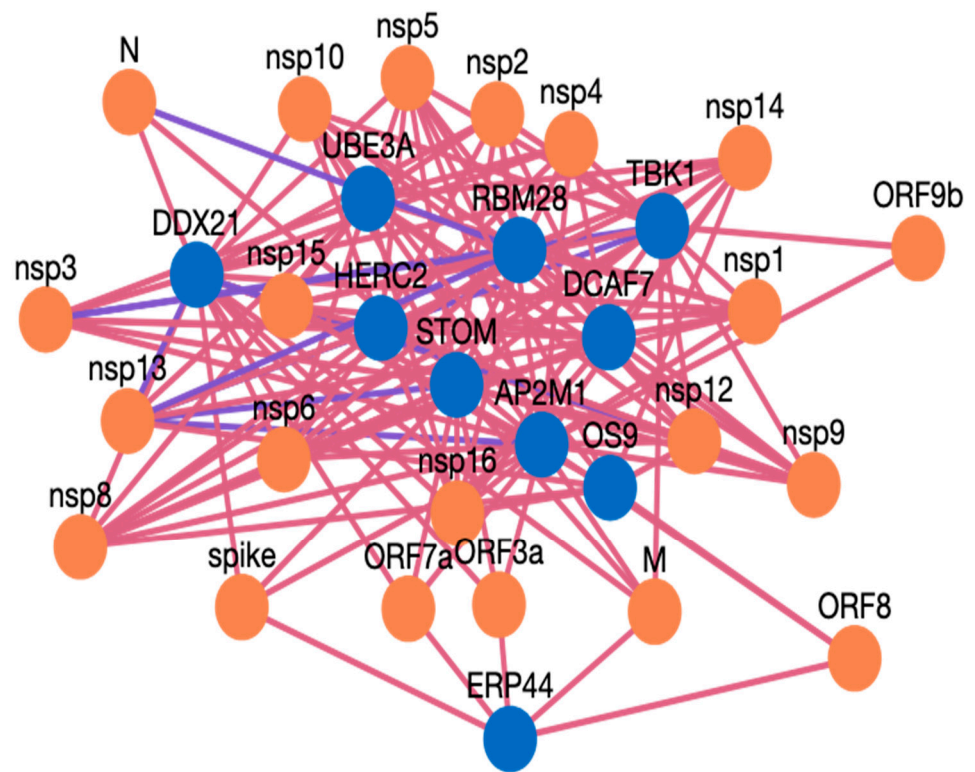 nsp5
N
nsp10
nsp2
nsp4
nsp14
UBE3A
TBK1
RBM28
ORF9b
DDX21
nsp15
nsp3
HERC2
DCAF7
nsp1
STOM
nsp13
AP2M1
nsp12
nsp6
OS9
nsp9
nsp16
nsp8
spike
ORF7a
ORF3a
M
ORF8
ERP44